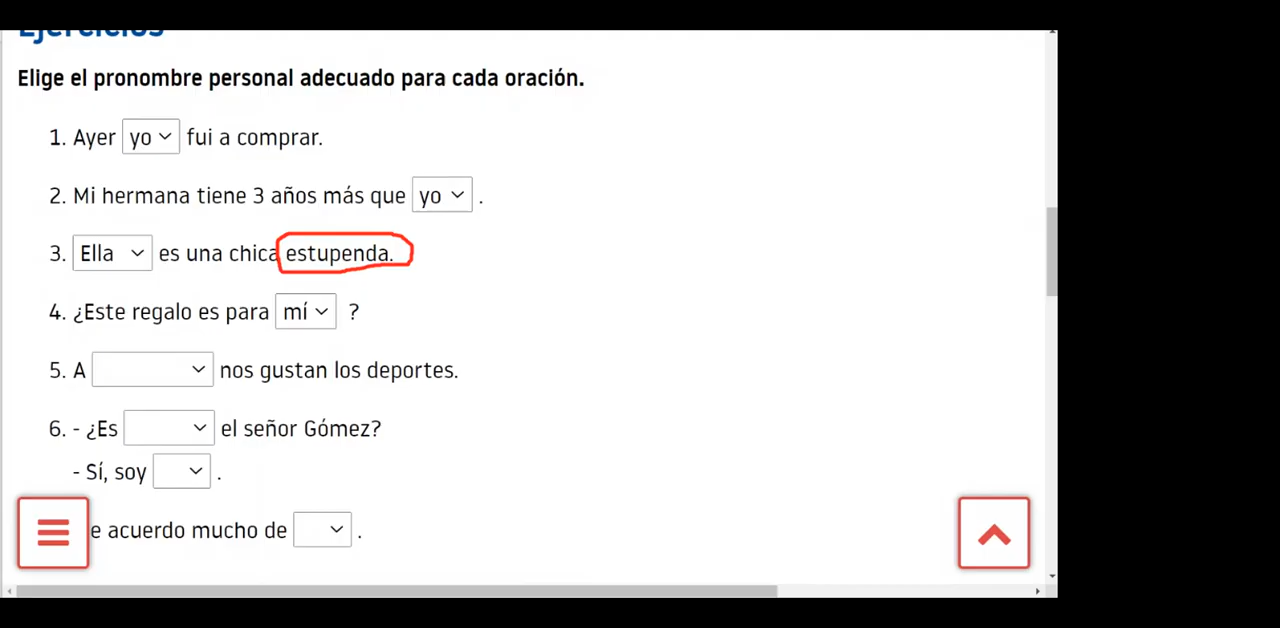 Ejercicios
Elige el pronombre personal adecuado para cada oración.
1. Ayer yo fui a comprar.
2. Mi hermana tiene 3 años más que yo .
3. Ella es una chica estupenda.
4. ¿Este regalo es para mí ?
5. A nos gustan los deportes.
6. - ¿Es el señor Gómez?
- Sí, soy .
e acuerdo mucho de .